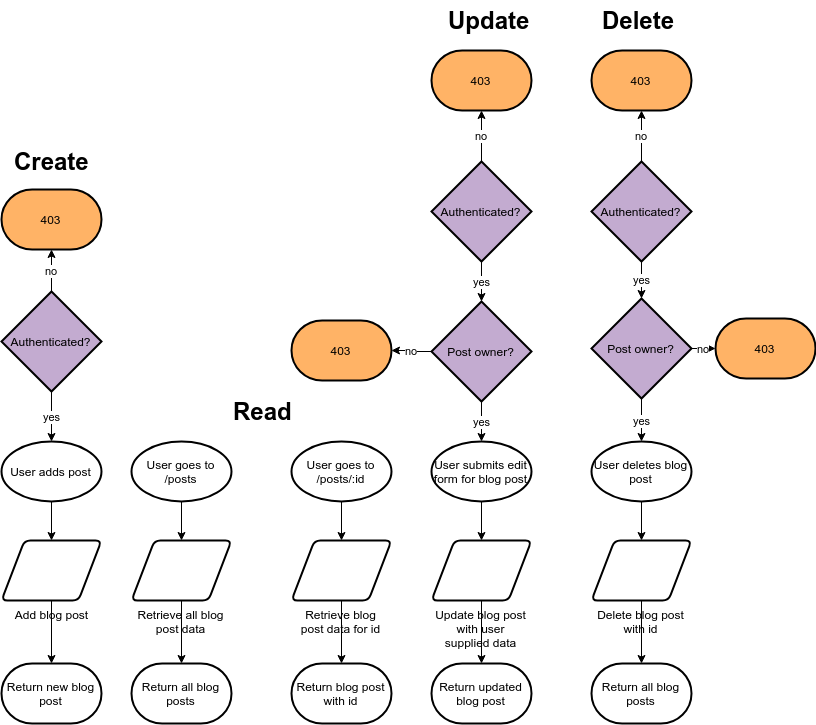 Update
Delete
403
403
no
no
Create
Authenticated?
Authenticated?
403
no
yes
yes
Authenticated?
403
no
Post owner?
Post owner?
no
403
Read
yes
yes
yes
User adds post
User goes to
/posts
User goes to
/posts/:id
User submits edit
form for blog post
User deletes blog
post
Add blog post
Retrieve all blog
post data
Retrieve blog
post data for id
Update blog post
with user
supplied data
Delete blog post
with id
Return new blog
post
Return all blog
posts
Return blog post
with id
Return updated
blog post
Return all blog
posts